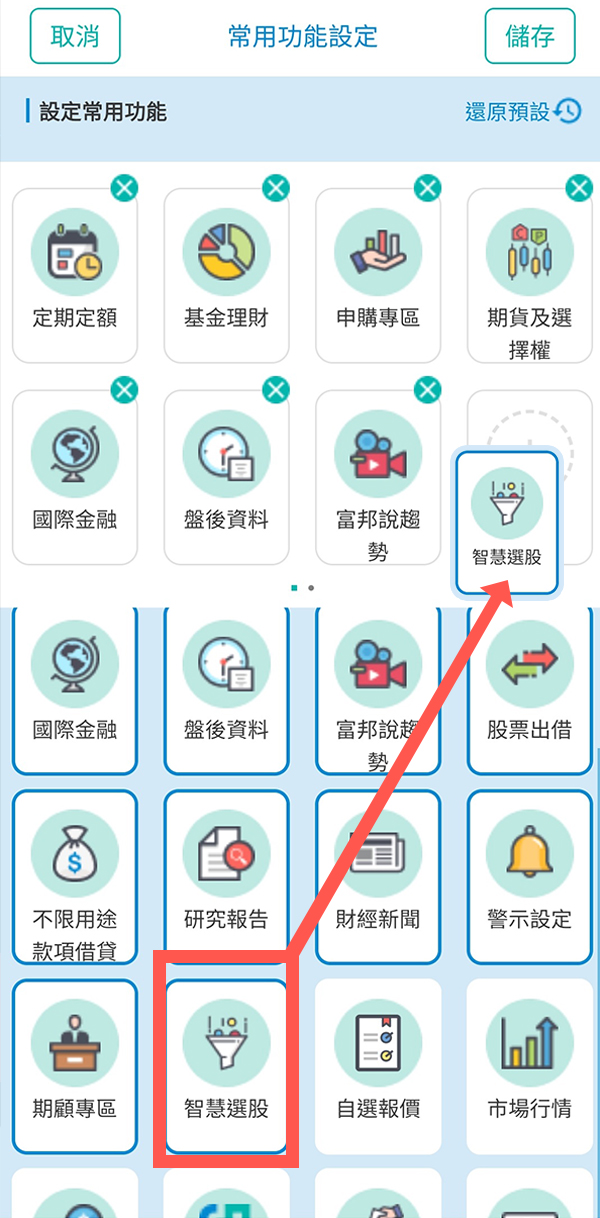 取消
常用功能設定
儲存
設定常用功能
還原預設
定期定額
基金理財
申購專區
期貨及選
擇權
國際金融
盤後資料
富邦說趨
勢
智慧選股
國際金融
盤後資料
富邦說趨
勢
股票出借
不限用途
款項借貸
研究報告
財經新聞
警示設定
期顧專區
智慧選股
自選報價
市場行情